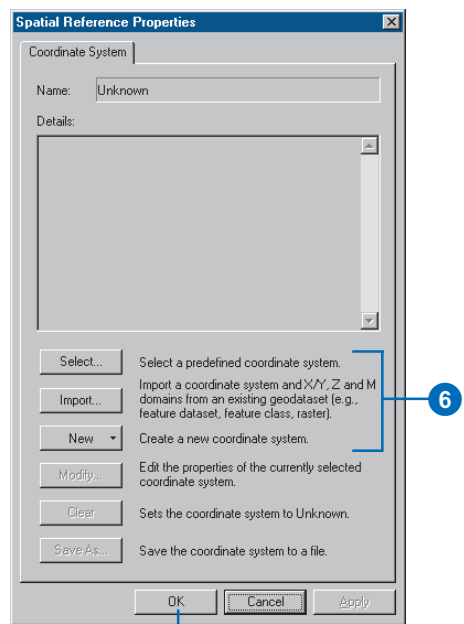 Spatial Reference Properties
Coordinate System
Name: Unknown
Details:
Select... Select a predefined coordinate system.
Import... Import a coordinate system and X/Y, Z and M
domains from an existing geodataset (e.g.,
feature dataset, feature class, raster).
New Create a new coordinate system.
6
Modify... Edit the properties of the currently selected
coordinate system.
Clear Sets the coordinate system to Unknown.
Save As... Save the coordinate system to a file.
OK Cancel Apply